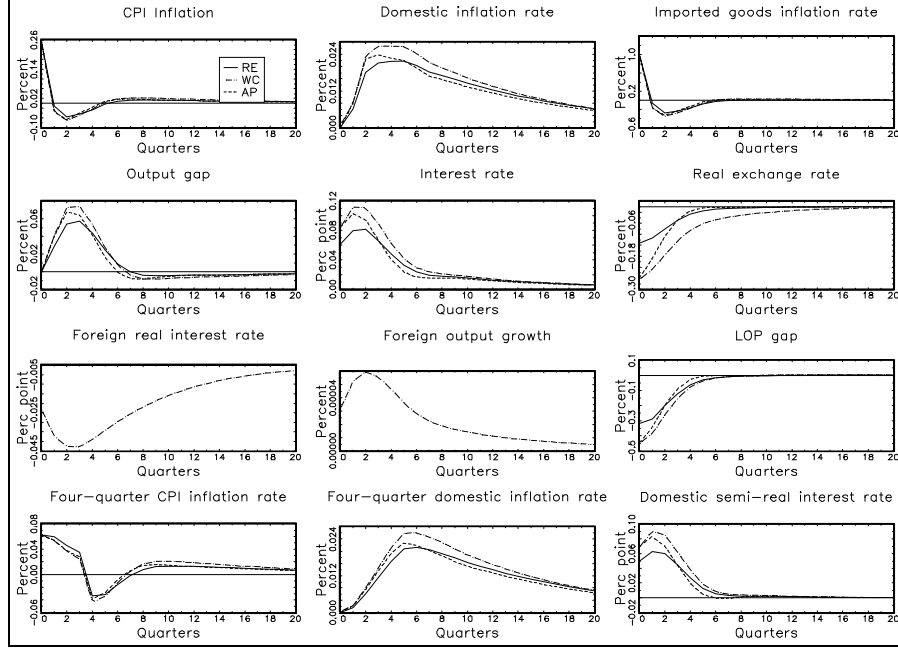 CPI Inflation
Percent
0.26
0.14
0.02
-0.10
RE
WC
AP
0 2 4 6 8 10 12 14 16 18 20
Quarters
Domestic inflation rate
Percent
0.024
0.012
0.000
0 2 4 6 8 10 12 14 16 18 20
Quarters
Imported goods inflation rate
Percent
1.0
0.2
-0.6
0 2 4 6 8 10 12 14 16 18 20
Quarters
Output gap
Percent
0.06
0.02
-0.02
0 2 4 6 8 10 12 14 16 18 20
Quarters
Interest rate
Perc point
0.12
0.08
0.04
0.00
0 2 4 6 8 10 12 14 16 18 20
Quarters
Real exchange rate
Percent
-0.06
-0.18
-0.30
0 2 4 6 8 10 12 14 16 18 20
Quarters
Foreign real interest rate
Perc point
-0.005
-0.025
-0.045
0 2 4 6 8 10 12 14 16 18 20
Quarters
Foreign output growth
Percent
0.00004
0.00000
0 2 4 6 8 10 12 14 16 18 20
Quarters
LOP gap
Percent
0.1
-0.1
-0.3
-0.5
0 2 4 6 8 10 12 14 16 18 20
Quarters
Four-quarter CPI inflation rate
Percent
0.08
0.04
0.00
-0.06
0 2 4 6 8 10 12 14 16 18 20
Quarters
Four-quarter domestic inflation rate
Percent
0.024
0.012
0.000
0 2 4 6 8 10 12 14 16 18 20
Quarters
Domestic semi-real interest rate
Perc point
0.10
0.06
0.02
-0.02
0 2 4 6 8 10 12 14 16 18 20
Quarters